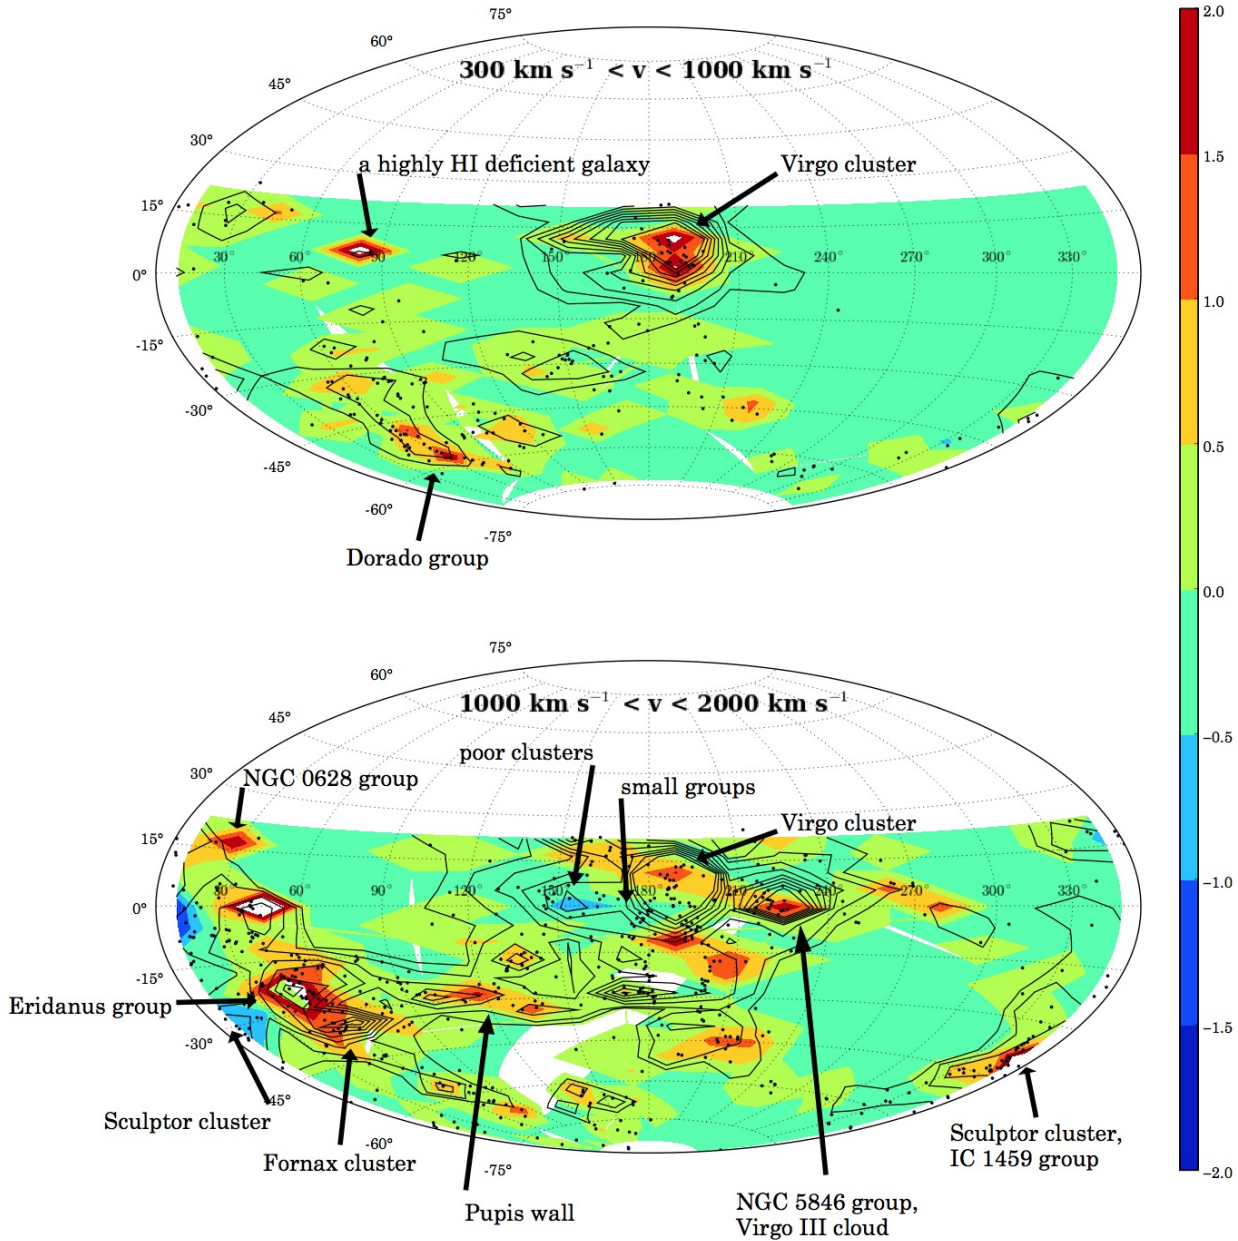 75°
60°
45°
30°
15°
0°
-15°
-30°
-45°
-60°
-75°
300 km s⁻¹ < v < 1000 km s⁻¹
a highly HI deficient galaxy
Virgo cluster
30° 60° 90° 120° 150° 180° 210° 240° 270° 300° 330°
Dorado group
75°
60°
45°
30°
15°
0°
-15°
-30°
45°
-60°
-75°
1000 km s⁻¹ < v < 2000 km s⁻¹
poor clusters
NGC 0628 group
small groups
Virgo cluster
30° 60° 90° 120° 150° 180° 210° 240° 270° 300° 330°
Eridanus group
Sculptor cluster
Fornax cluster
Pupis wall
NGC 5846 group,
Virgo III cloud
Sculptor cluster,
IC 1459 group
2.0
1.5
1.0
0.5
0.0
−0.5
−1.0
−1.5
−2.0